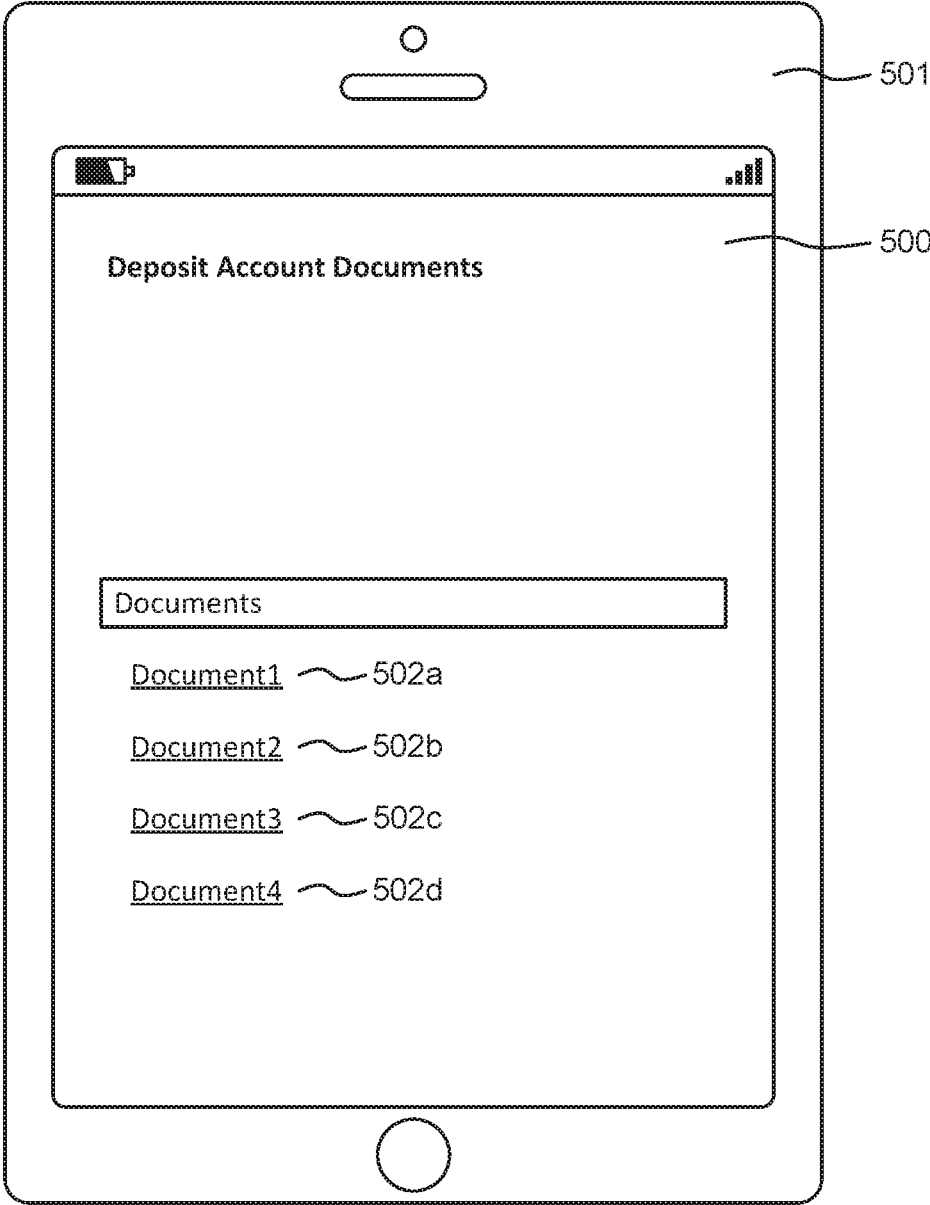 501
500
Deposit Account Documents
Documents
Document1 502a
Document2 502b
Document3 502c
Document4 502d